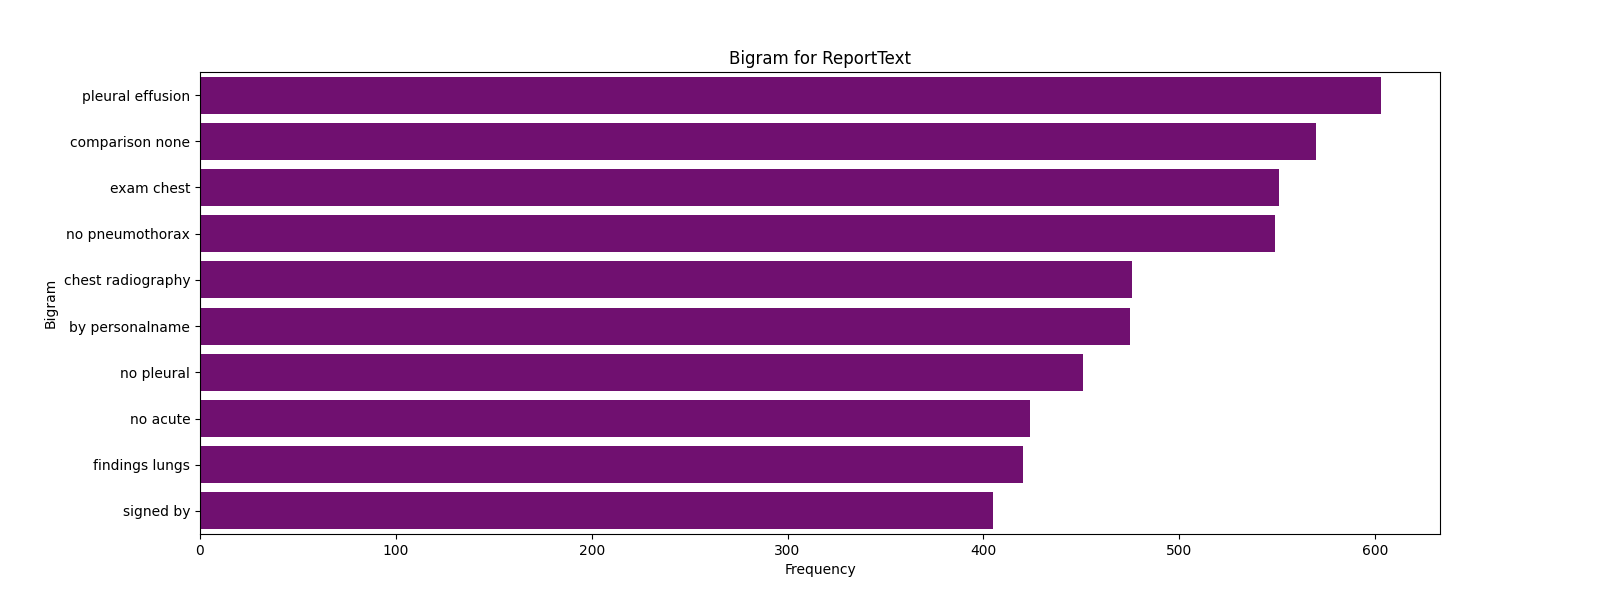 Bigram for ReportText
Bigram
pleural effusion
comparison none
exam chest
no pneumothorax
chest radiography
by personalname
no pleural
no acute
findings lungs
signed by
0 100 200 300 400 500 600
Frequency